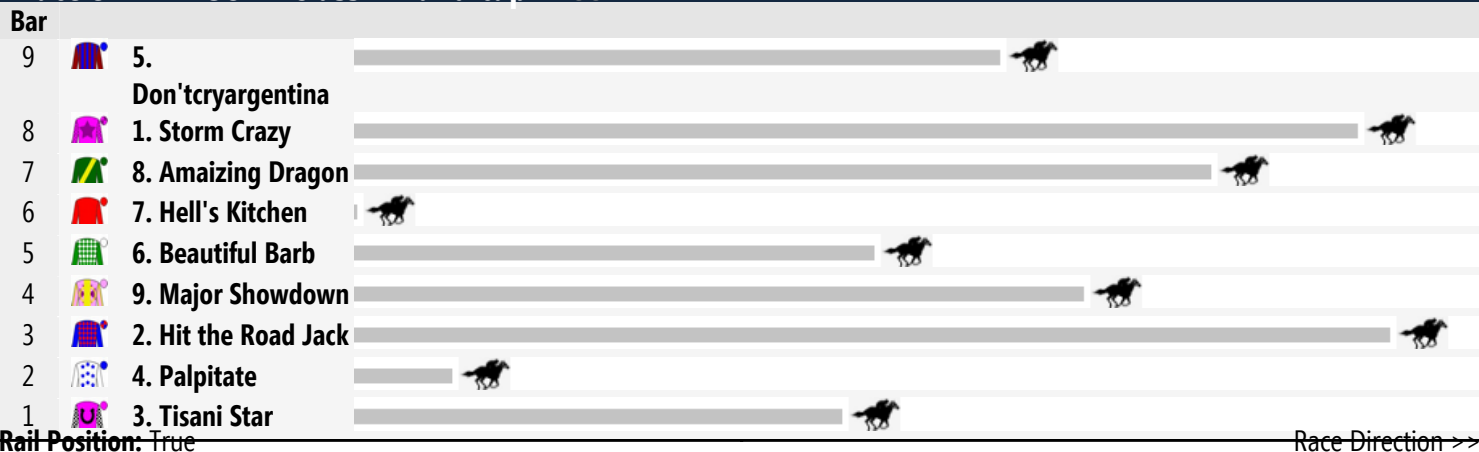 Bar
9 5.
Don'tcryargentina
8 1. Storm Crazy
7 8. Amaizing Dragon
6 7. Hell's Kitchen
5 6. Beautiful Barb
4 9. Major Showdown
3 2. Hit the Road Jack
2 4. Palpitate
1 3. Tisani Star
Rail Position: True Race Direction >>